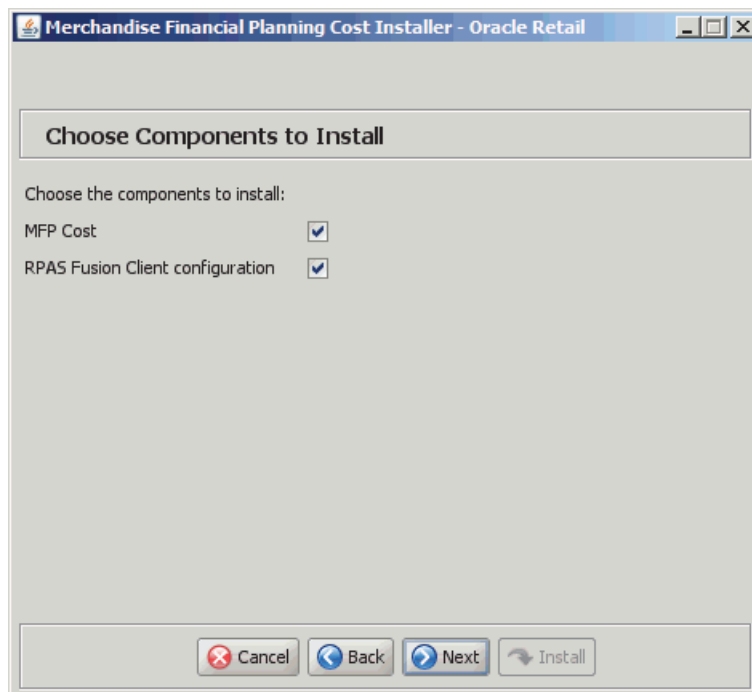 Merchandise Financial Planning Cost Installer - Oracle Retail
Choose Components to Install
Choose the components to install:
MFP Cost
RPAS Fusion Client configuration
Cancel Back Next Install